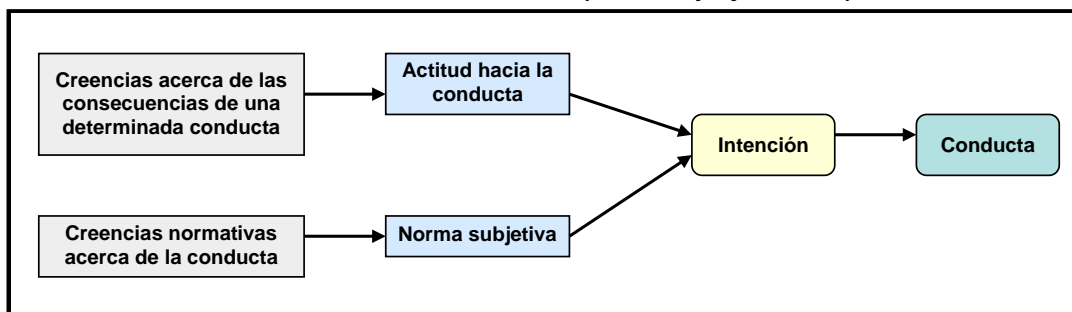 Creencias acerca de las
consecuencias de una
determinada conducta
Actitud hacia la
conducta
Intención
Conducta
Creencias normativas
acerca de la conducta
Norma subjetiva